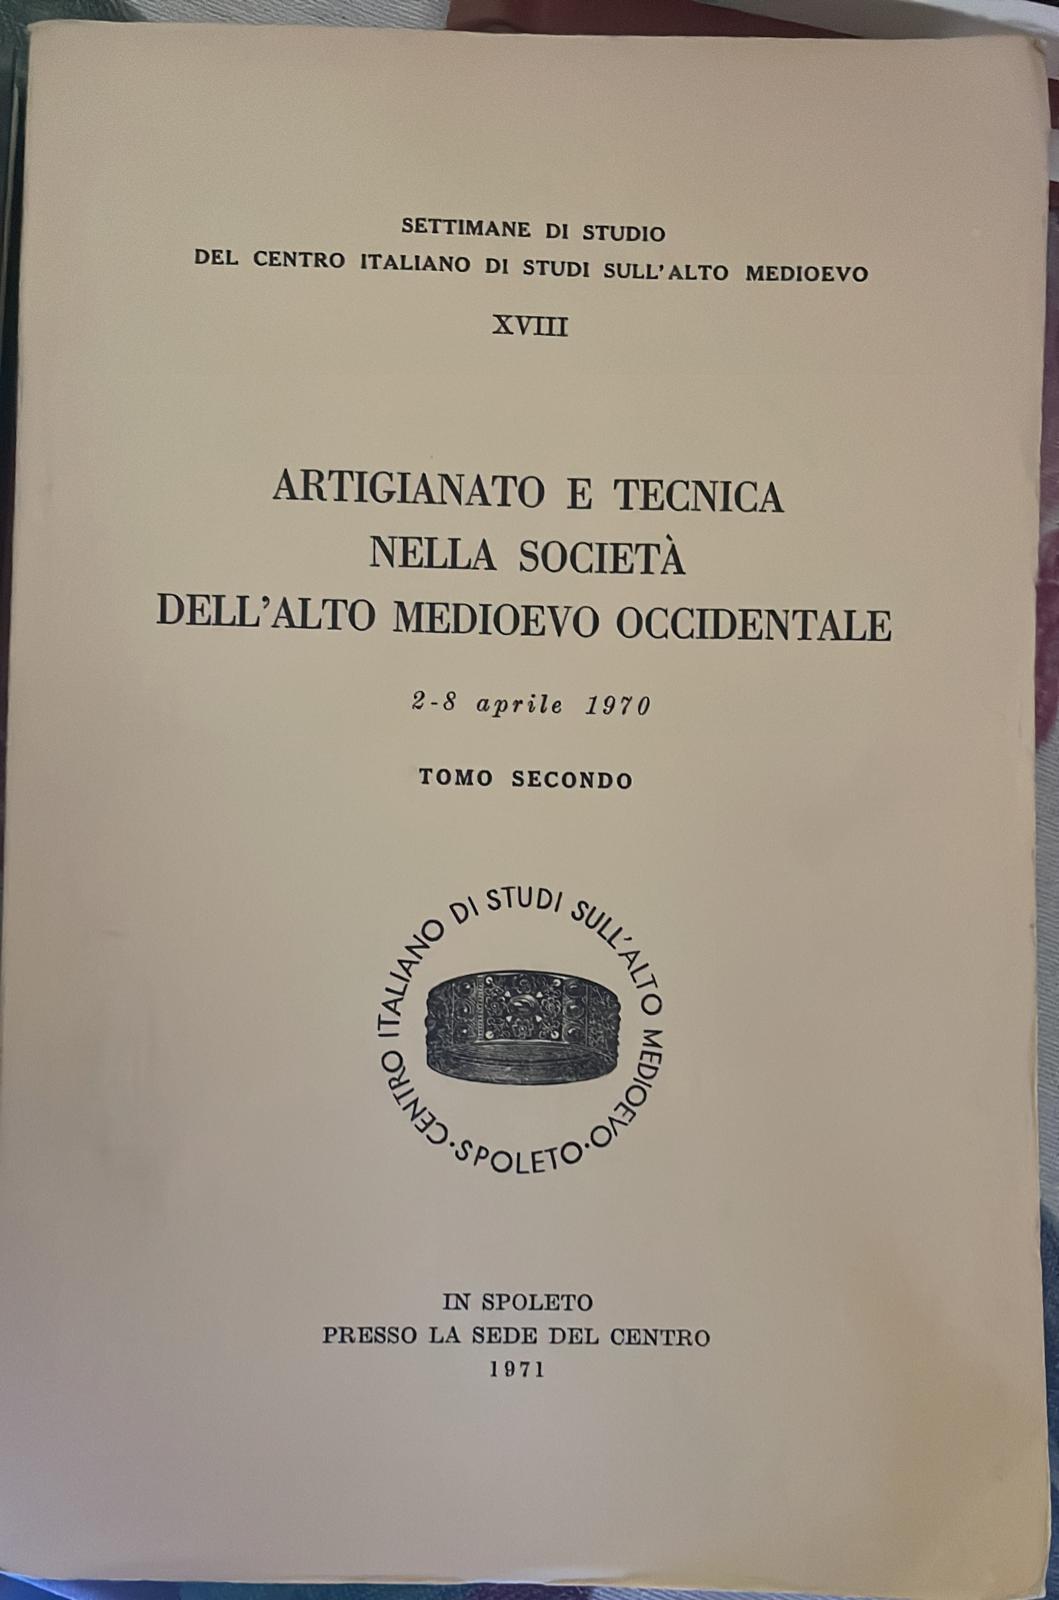 SETTIMANE DI STUDIO
DEL CENTRO ITALIANO DI STUDI SULL'ALTO MEDIOEVO
XVIII
ARTIGIANATO E TECNICA
NELLA SOCIETÀ
DELL'ALTO MEDIOEVO OCCIDENTALE
2-8 aprile 1970
TOMO SECONDO
CENTRO ITALIANO DI STUDI SULL'ALTO MEDIOEVO · SPOLETO ·
IN SPOLETO
PRESSO LA SEDE DEL CENTRO
1971